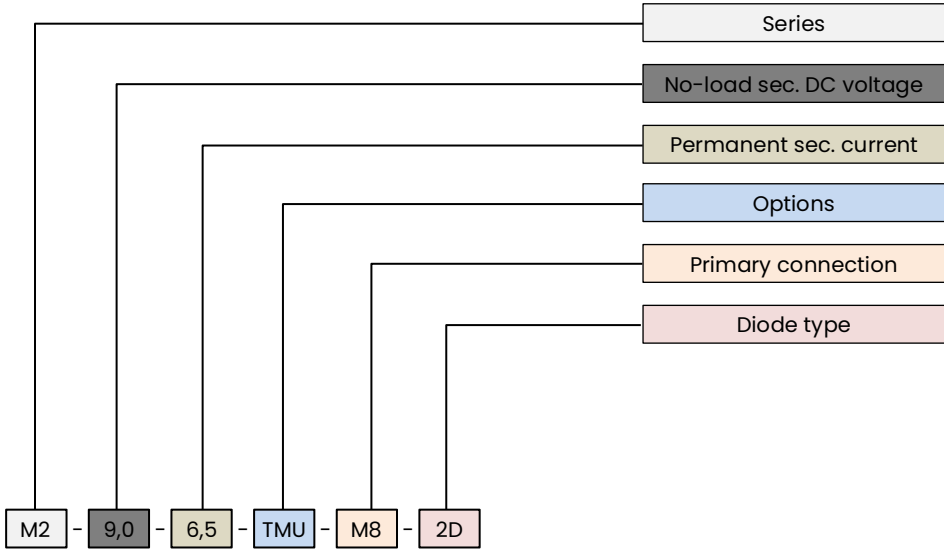 Series
No-load sec. DC voltage
Permanent sec. current
Options
Primary connection
Diode type
M2 - 9,0 - 6,5 - TMU - M8 - 2D